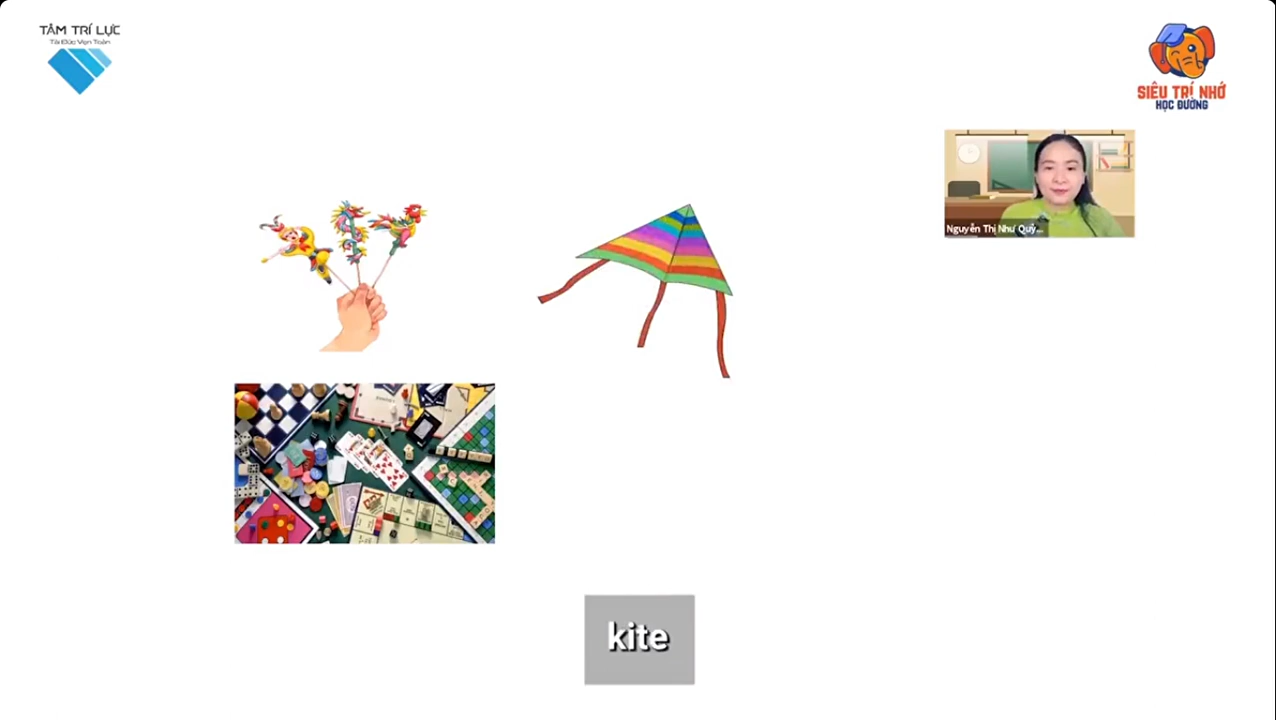 TÂM TRÍ LỰC
Tài Đức Vẹn Toàn
SIÊU TRÍ NHỚ
HỌC ĐƯỜNG
Nguyễn Thị Như Quỳ...
kite